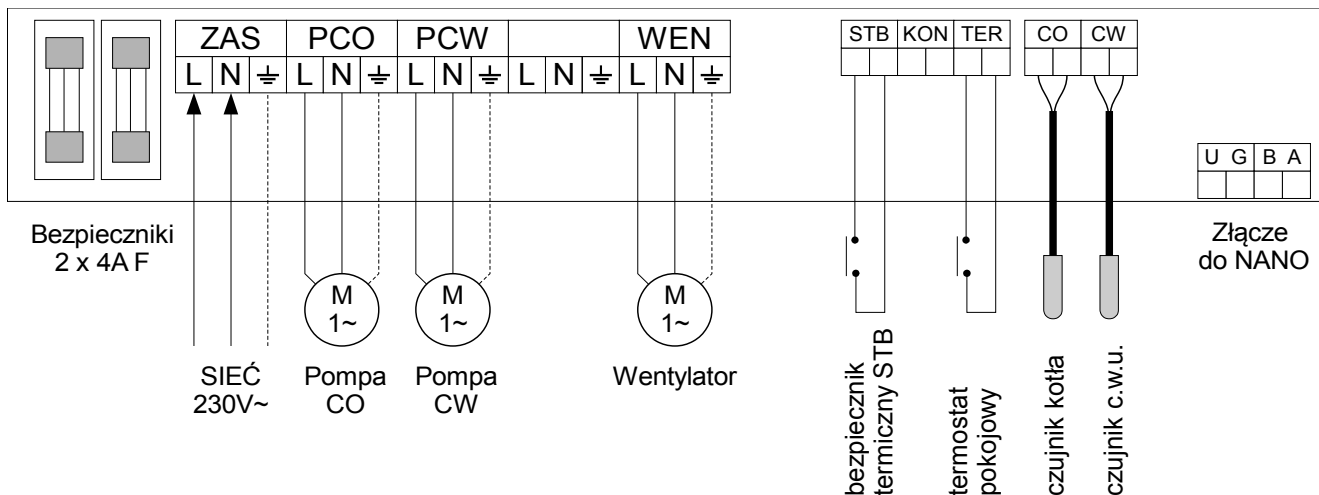 ZAS PCO PCW WEN
L N L N L N L N L N
STB KON TER CO CW
U G B A
Bezpieczniki
2 x 4A F
M
1~
M
1~
M
1~
SIEĆ
230V~
Pompa
CO
Pompa
CW
Wentylator
bezpiecznik
termiczny STB
termostat
pokojowy
czujnik kotła
czujnik c.w.u.
Złącze
do NANO